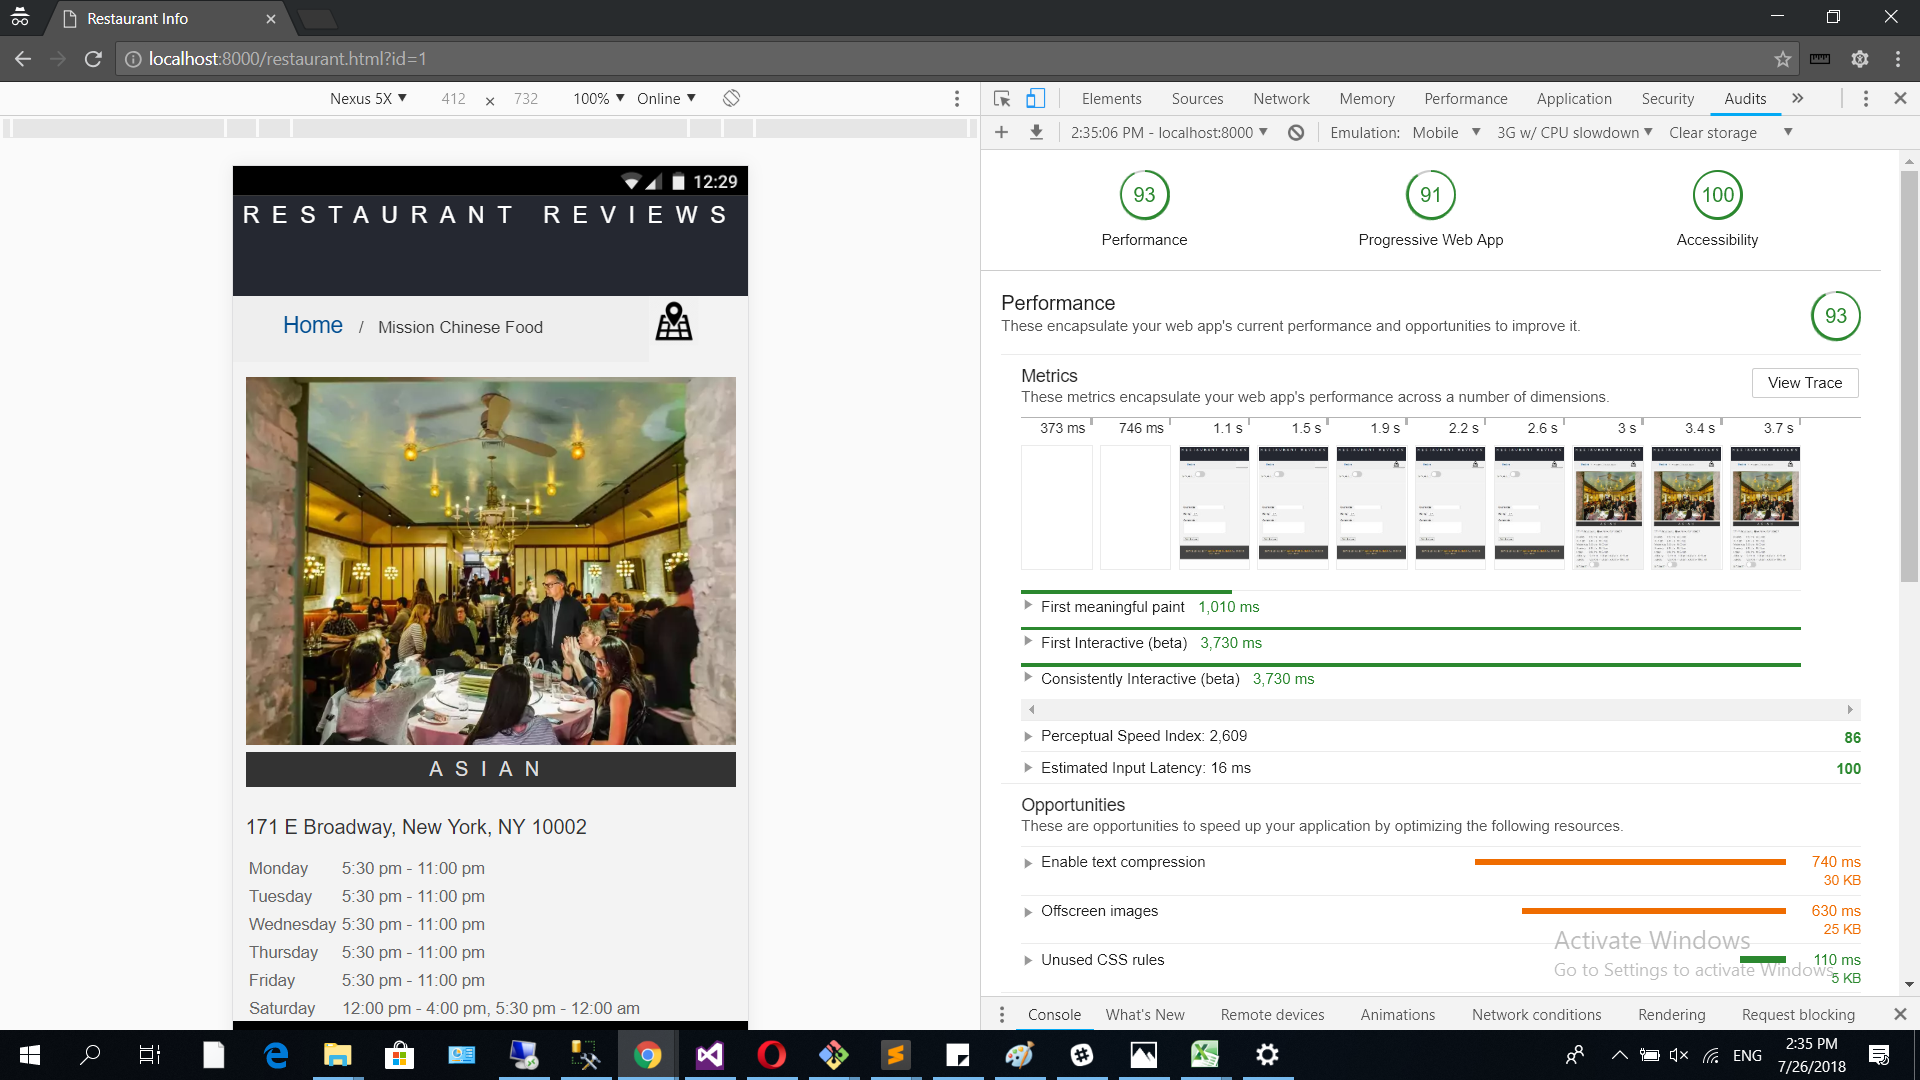 Restaurant Info
localhost:8000/restaurant.html?id=1
Nexus 5X 412 × 732 100% Online
Elements Sources Network Memory Performance Application Security Audits
2:35:06 PM - localhost:8000 Emulation: Mobile 3G w/ CPU slowdown Clear storage
12:29
RESTAURANT REVIEWS
Home / Mission Chinese Food
ASIAN
171 E Broadway, New York, NY 10002
Monday 5:30 pm - 11:00 pm
Tuesday 5:30 pm - 11:00 pm
Wednesday 5:30 pm - 11:00 pm
Thursday 5:30 pm - 11:00 pm
Friday 5:30 pm - 11:00 pm
Saturday 12:00 pm - 4:00 pm, 5:30 pm - 12:00 am
93 91 100
Performance Progressive Web App Accessibility
Performance
These encapsulate your web app's current performance and opportunities to improve it.
93
Metrics
These metrics encapsulate your web app's performance across a number of dimensions.
View Trace
373 ms 746 ms 1.1 s 1.5 s 1.9 s 2.2 s 2.6 s 3 s 3.4 s 3.7 s
First meaningful paint 1,010 ms
First Interactive (beta) 3,730 ms
Consistently Interactive (beta) 3,730 ms
Perceptual Speed Index: 2,609 86
Estimated Input Latency: 16 ms 100
Opportunities
These are opportunities to speed up your application by optimizing the following resources.
Enable text compression 740 ms
30 KB
Offscreen images 630 ms
25 KB
Unused CSS rules 110 ms
5 KB
Activate Windows
Go to Settings to activate Windows.
Console What's New Remote devices Animations Network conditions Rendering Request blocking
ENG
2:35 PM
7/26/2018